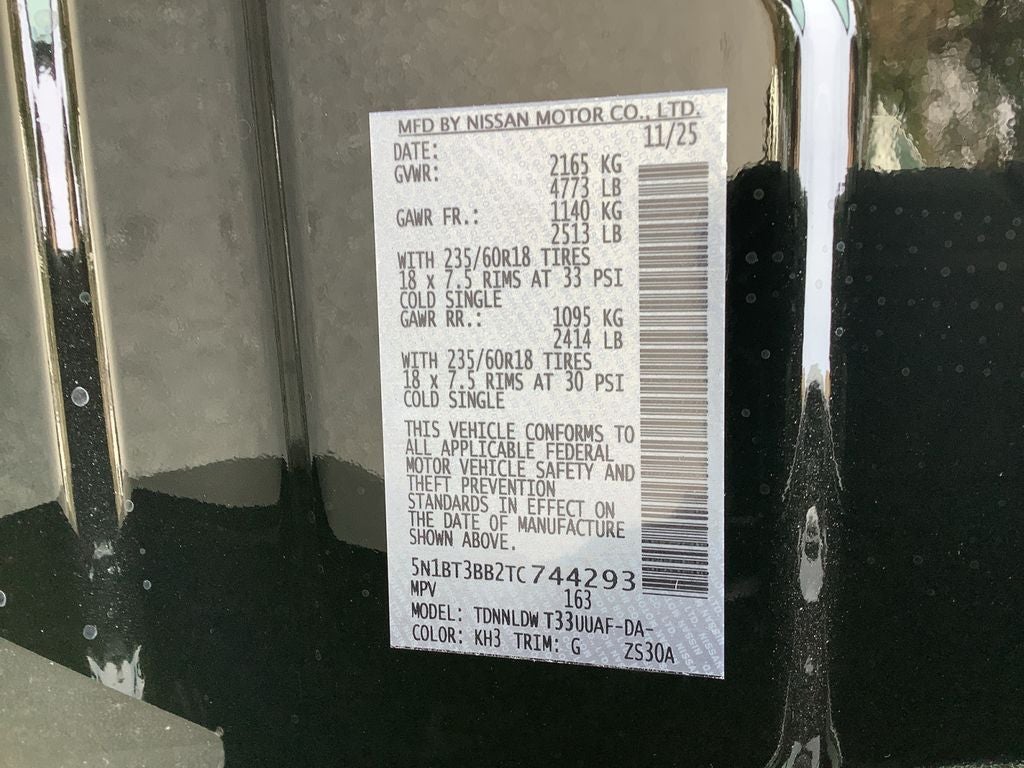 MFD BY NISSAN MOTOR CO., LTD.
DATE: 11/25
GVWR: 2165 KG
4773 LB
GAWR FR.: 1140 KG
2513 LB
WITH 235/60R18 TIRES
18 x 7.5 RIMS AT 33 PSI
COLD SINGLE
GAWR RR.: 1095 KG
2414 LB
WITH 235/60R18 TIRES
18 x 7.5 RIMS AT 30 PSI
COLD SINGLE
THIS VEHICLE CONFORMS TO
ALL APPLICABLE FEDERAL
MOTOR VEHICLE SAFETY AND
THEFT PREVENTION
STANDARDS IN EFFECT ON
THE DATE OF MANUFACTURE
SHOWN ABOVE.
5N1BT3BB2TC744293
MPV 163
MODEL: TDNNLDW T33UUAF-DA-
COLOR: KH3 TRIM: G ZS30A